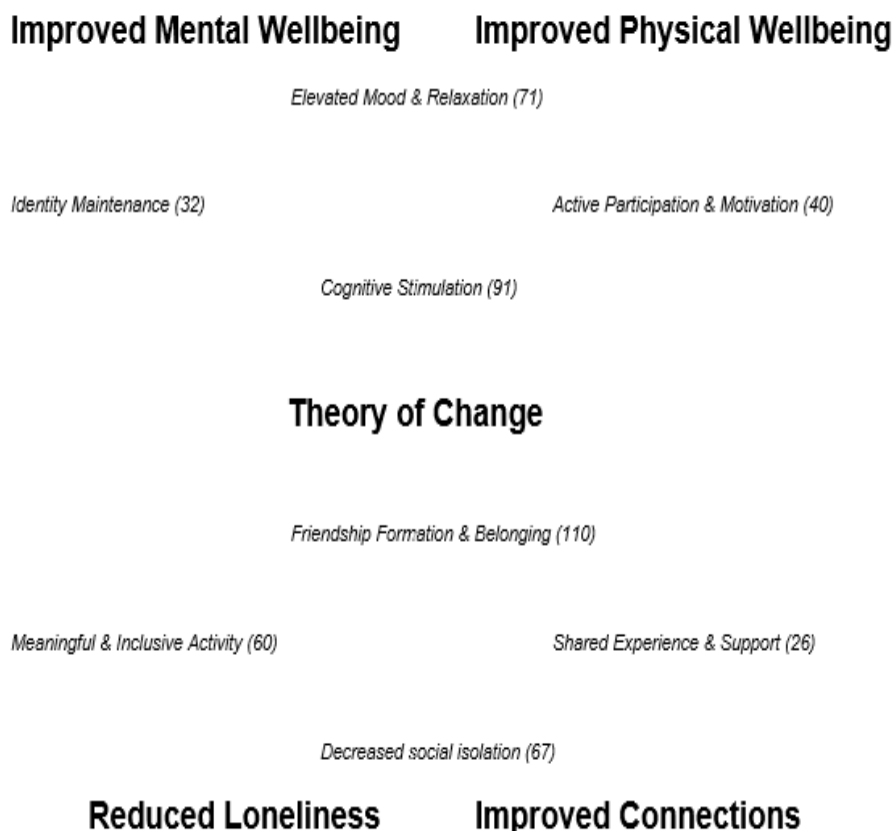 Improved Mental Wellbeing Improved Physical Wellbeing
Elevated Mood & Relaxation (71)
Identity Maintenance (32) Active Participation & Motivation (40)
Cognitive Stimulation (91)
Theory of Change
Friendship Formation & Belonging (110)
Meaningful & Inclusive Activity (60) Shared Experience & Support (26)
Decreased social isolation (67)
Reduced Loneliness Improved Connections